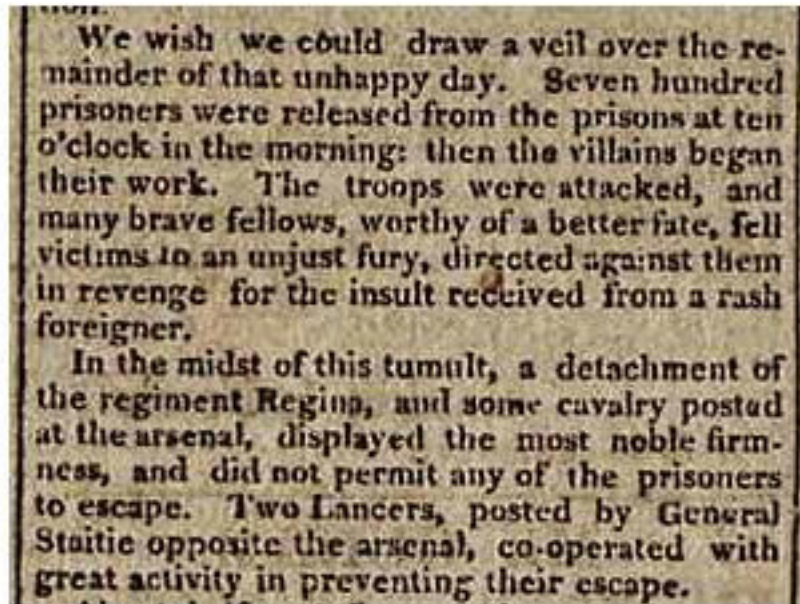 We wish we could draw a veil over the re-
mainder of that unhappy day. Seven hundred
prisoners were released from the prisons at ten
o'clock in the morning: then the villains began
their work. The troops were attacked, and
many brave fellows, worthy of a better fate, fell
victims to an unjust fury, directed against them
in revenge for the insult received from a rash
foreigner.
In the midst of this tumult, a detachment of
the regiment Regina, and some cavalry posted
at the arsenal, displayed the most noble firm-
ness, and did not permit any of the prisoners
to escape. Two Lancers, posted by General
Staitie opposite the arsenal, co-operated with
great activity in preventing their escape.